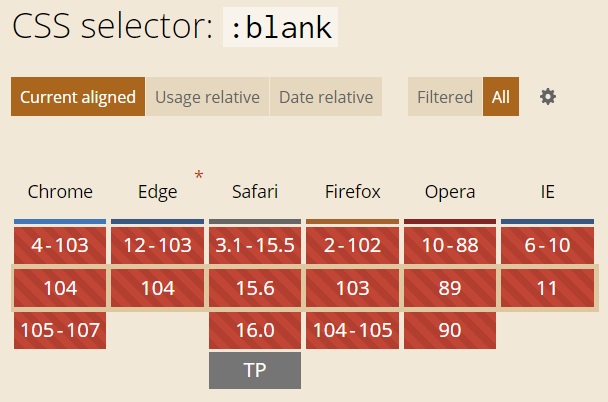 CSS selector: :blank
Current aligned Usage relative Date relative Filtered All
*
Chrome Edge Safari Firefox Opera IE
4-103 12-103 3.1-15.5 2-102 10-88 6-10
104 104 15.6 103 89 11
105-107 16.0 104-105 90
TP